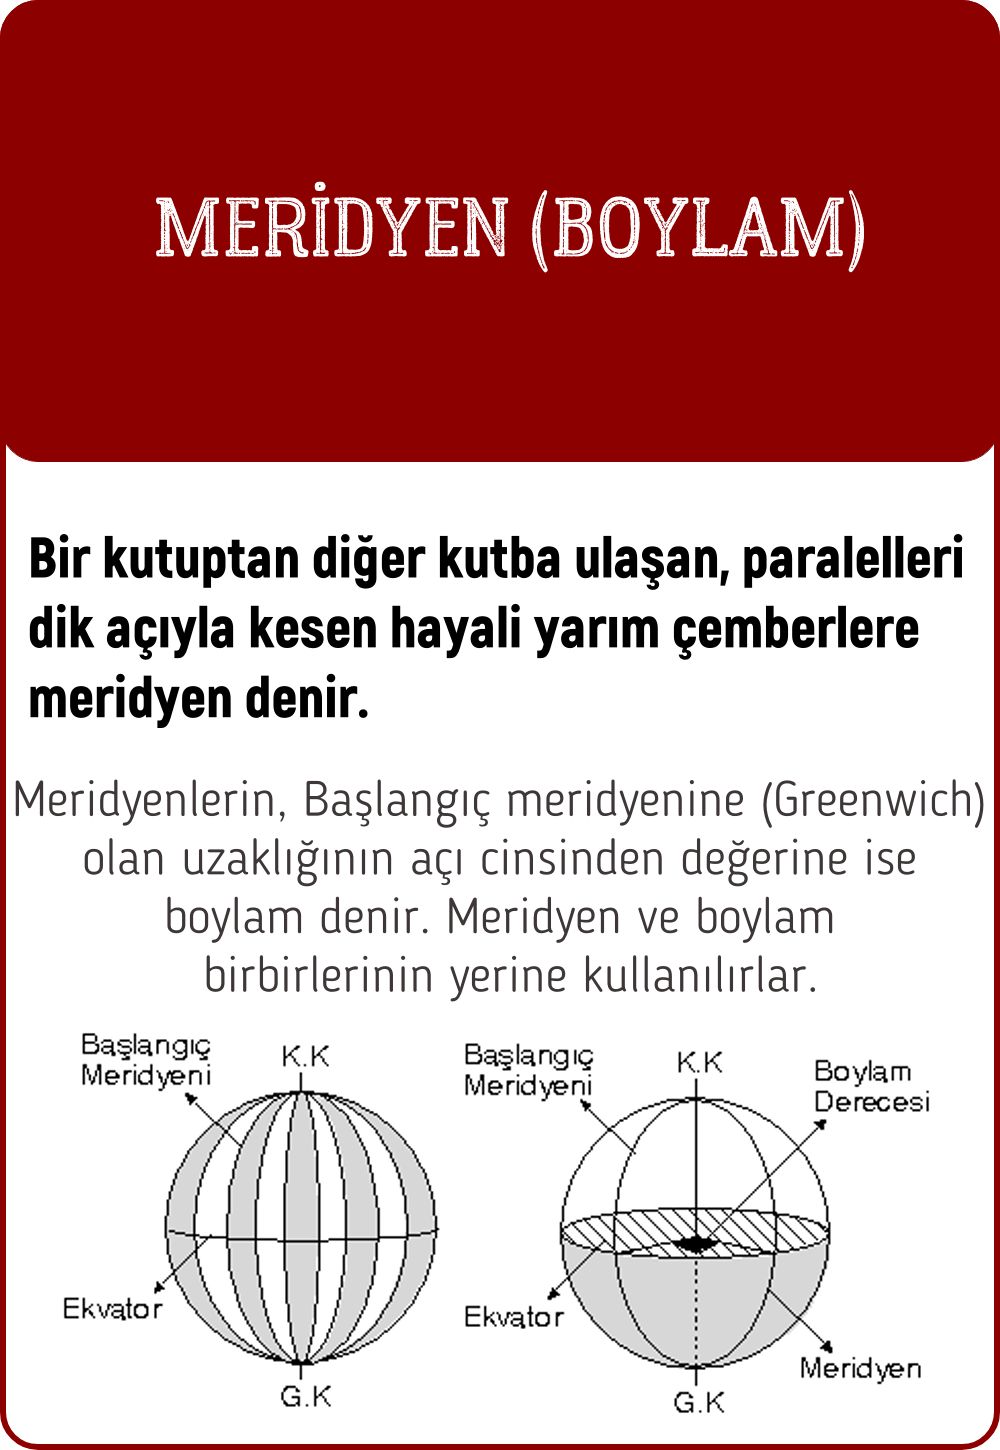 MERİDYEN (BOYLAM)
Bir kutuptan diğer kutba ulaşan, paralelleri
dik açıyla kesen hayali yarım çemberlere
meridyen denir.
Meridyenlerin, Başlangıç meridyenine (Greenwich)
olan uzaklığının açı cinsinden değerine ise
boylam denir. Meridyen ve boylam
birbirlerinin yerine kullanılırlar.
Başlangıç
Meridyeni
K.K
Ekvator
G.K
Başlangıç
Meridyeni
K.K
Boylam
Derecesi
Ekvator
Meridyen
G.K